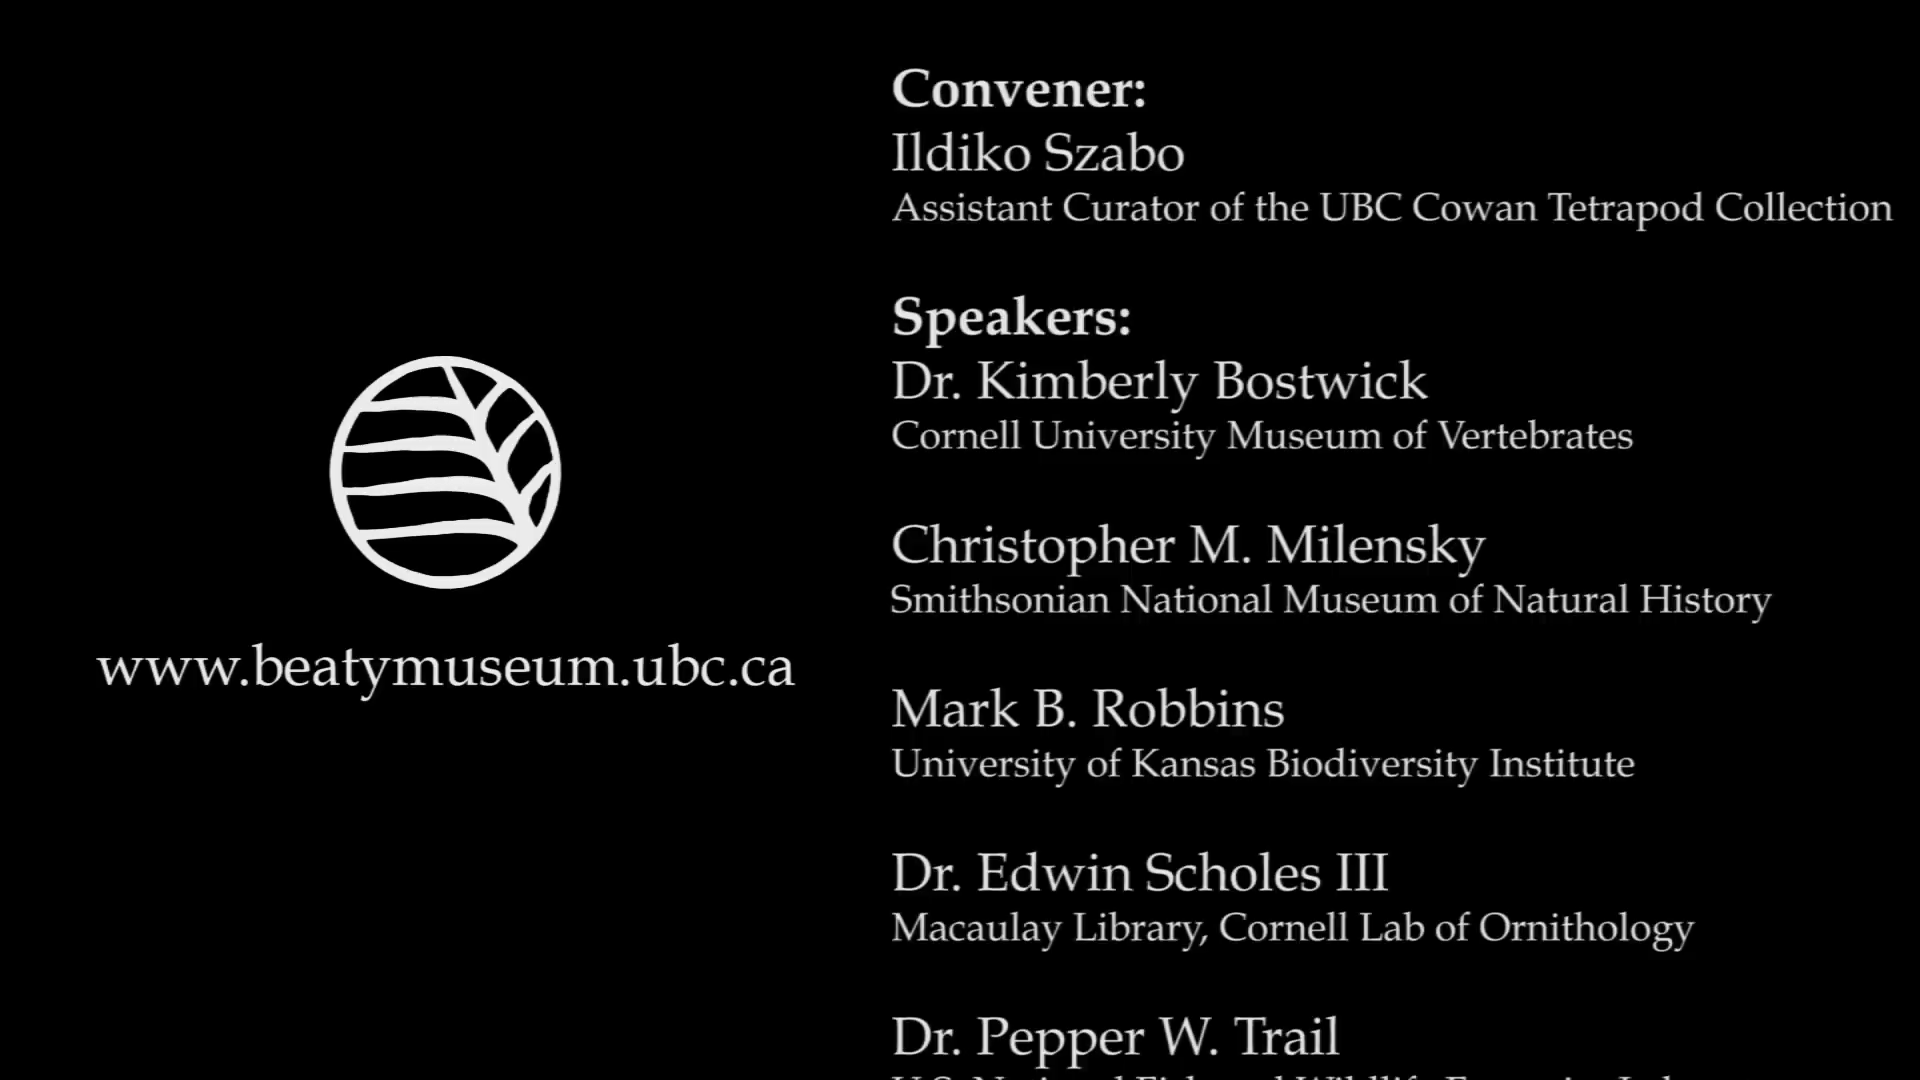 www.beatymuseum.ubc.ca
Convener:
Ildiko Szabo
Assistant Curator of the UBC Cowan Tetrapod Collection
Speakers:
Dr. Kimberly Bostwick
Cornell University Museum of Vertebrates
Christopher M. Milensky
Smithsonian National Museum of Natural History
Mark B. Robbins
University of Kansas Biodiversity Institute
Dr. Edwin Scholes III
Macaulay Library, Cornell Lab of Ornithology
Dr. Pepper W. Trail